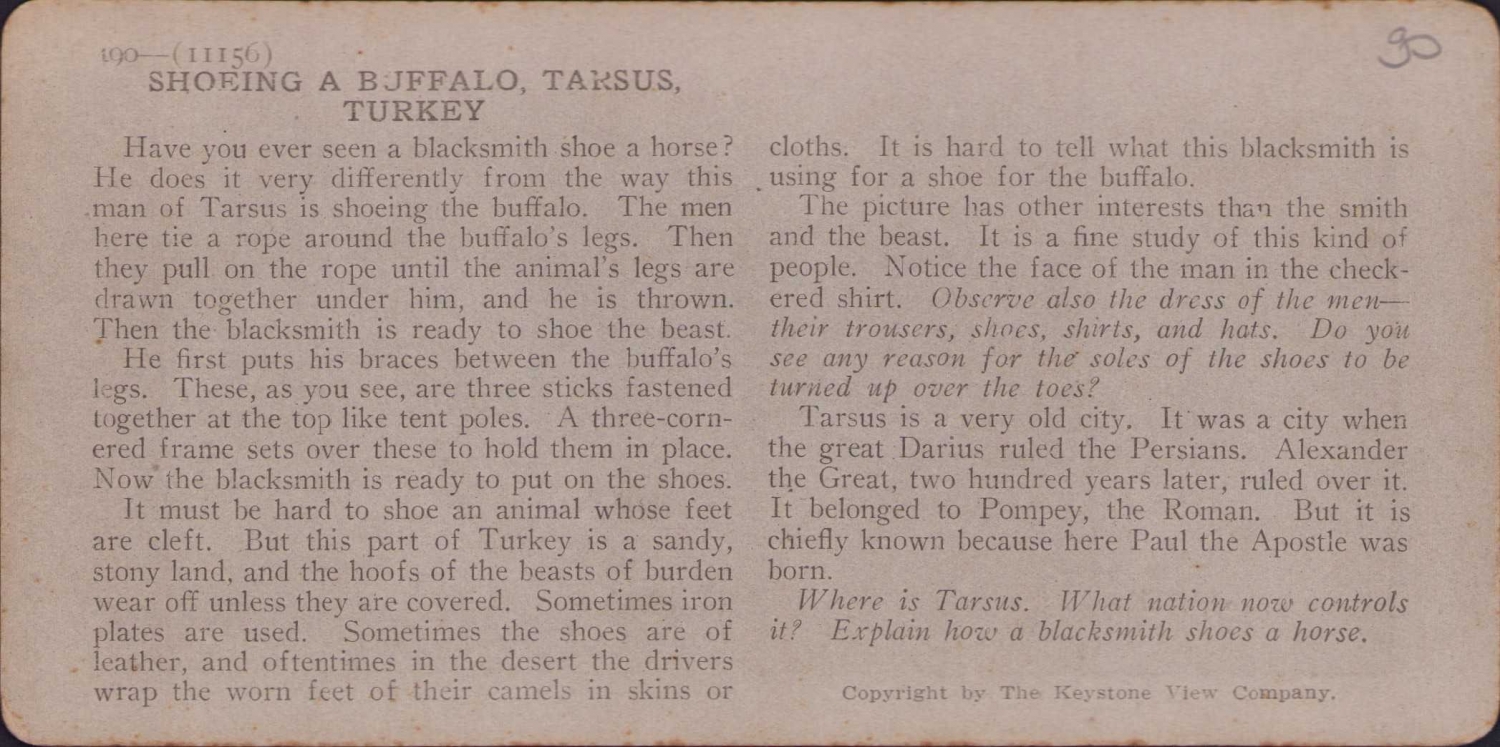 190—(11156)
SHOEING A BUFFALO, TARSUS,
TURKEY
Have you ever seen a blacksmith shoe a horse?
He does it very differently from the way this
man of Tarsus is shoeing the buffalo. The men
here tie a rope around the buffalo's legs. Then
they pull on the rope until the animal's legs are
drawn together under him, and he is thrown.
Then the blacksmith is ready to shoe the beast.
He first puts his braces between the buffalo's
legs. These, as you see, are three sticks fastened
together at the top like tent poles. A three-corn-
ered frame sets over these to hold them in place.
Now the blacksmith is ready to put on the shoes.
It must be hard to shoe an animal whose feet
are cleft. But this part of Turkey is a sandy,
stony land, and the hoofs of the beasts of burden
wear off unless they are covered. Sometimes iron
plates are used. Sometimes the shoes are of
leather, and oftentimes in the desert the drivers
wrap the worn feet of their camels in skins or
cloths. It is hard to tell what this blacksmith is
using for a shoe for the buffalo.
The picture has other interests than the smith
and the beast. It is a fine study of this kind of
people. Notice the face of the man in the check-
ered shirt. Observe also the dress of the men—
their trousers, shoes, shirts, and hats. Do you
see any reason for the soles of the shoes to be
turned up over the toes?
Tarsus is a very old city. It was a city when
the great Darius ruled the Persians. Alexander
the Great, two hundred years later, ruled over it.
It belonged to Pompey, the Roman. But it is
chiefly known because here Paul the Apostle was
born.
Where is Tarsus. What nation now controls
it? Explain how a blacksmith shoes a horse.
Copyright by The Keystone View Company.
90